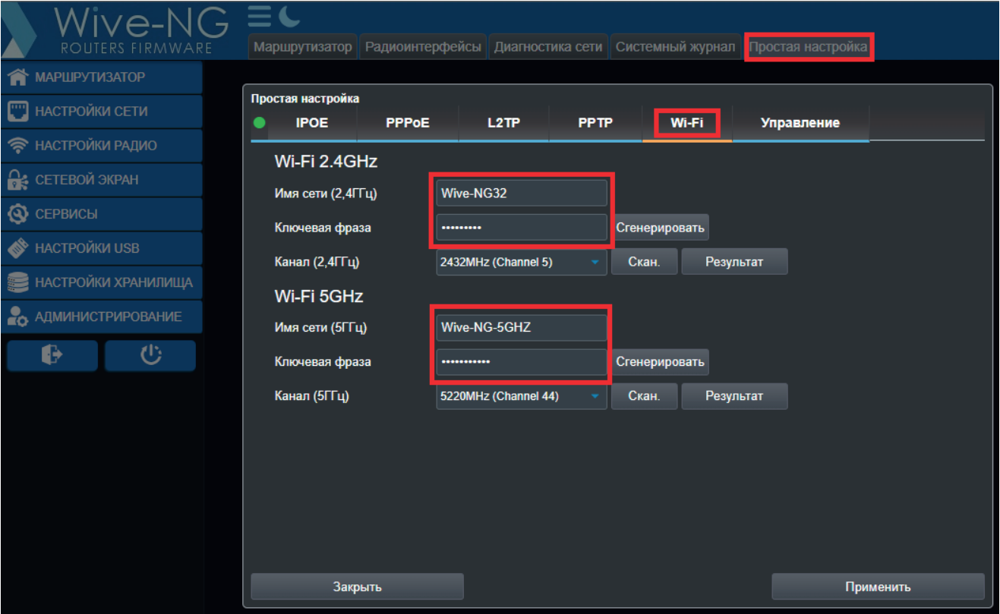 Wive-NG
ROUTERS FIRMWARE
Маршрутизатор Радиоинтерфейсы Диагностика сети Системный журнал Простая настройка
МАРШРУТИЗАТОР
НАСТРОЙКИ СЕТИ
НАСТРОЙКИ РАДИО
СЕТЕВОЙ ЭКРАН
СЕРВИСЫ
НАСТРОЙКИ USB
НАСТРОЙКИ ХРАНИЛИЩА
АДМИНИСТРИРОВАНИЕ
Простая настройка
IPOE PPPoE L2TP PPTP Wi-Fi Управление
Wi-Fi 2.4GHz
Имя сети (2,4ГГц) Wive-NG32
Ключевая фраза ••••••••• Сгенерировать
Канал (2,4ГГц) 2432MHz (Channel 5) Скан. Результат
Wi-Fi 5GHz
Имя сети (5ГГц) Wive-NG-5GHZ
Ключевая фраза ••••••••••• Сгенерировать
Канал (5ГГц) 5220MHz (Channel 44) Скан. Результат
Закрыть Применить